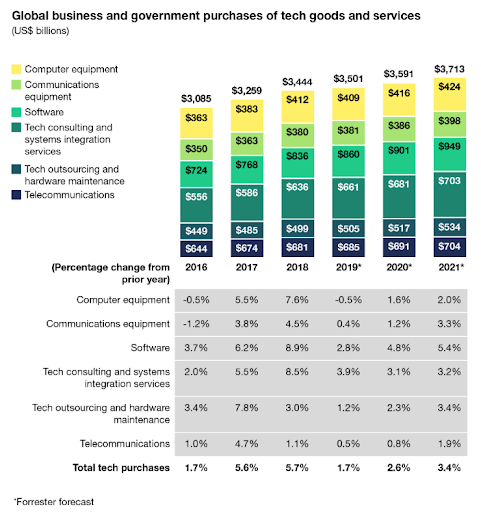 Global business and government purchases of tech goods and services
(US$ billions)
Computer equipment
Communications
equipment
Software
Tech consulting and
systems integration
services
Tech outsourcing and
hardware maintenance
Telecommunications
$3,085 $3,259 $3,444 $3,501 $3,591 $3,713
$363 $383 $412 $409 $416 $424
$350 $363 $380 $381 $386 $398
$724 $768 $836 $860 $901 $949
$556 $586 $636 $661 $681 $703
$449 $485 $499 $505 $517 $534
$644 $674 $681 $685 $691 $704
(Percentage change from 2016 2017 2018 2019* 2020* 2021*
prior year)
Computer equipment -0.5% 5.5% 7.6% -0.5% 1.6% 2.0%
Communications equipment -1.2% 3.8% 4.5% 0.4% 1.2% 3.3%
Software 3.7% 6.2% 8.9% 2.8% 4.8% 5.4%
Tech consulting and systems 2.0% 5.5% 8.5% 3.9% 3.1% 3.2%
integration services
Tech outsourcing and hardware 3.4% 7.8% 3.0% 1.2% 2.3% 3.4%
maintenance
Telecommunications 1.0% 4.7% 1.1% 0.5% 0.8% 1.9%
Total tech purchases 1.7% 5.6% 5.7% 1.7% 2.6% 3.4%
*Forrester forecast